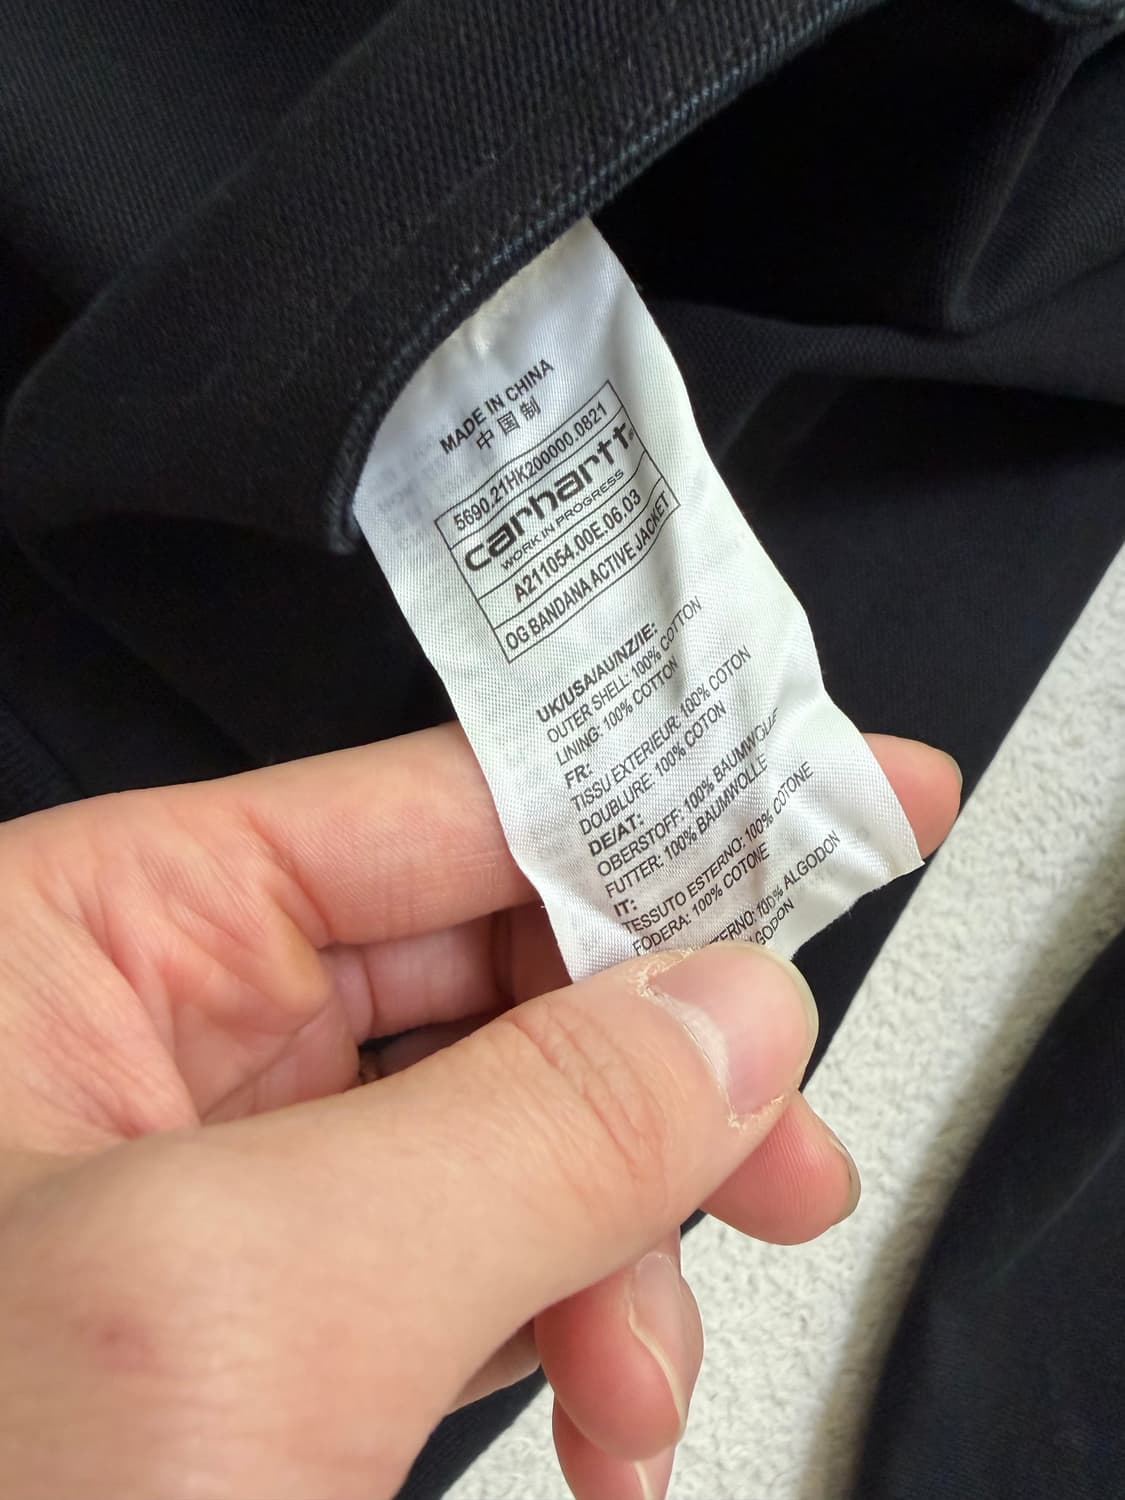 MADE IN CHINA
中国制
5690.21HK200000.0821
carhartt®
WORK IN PROGRESS
A211054.00E.06.03
OG BANDANA ACTIVE JACKET
UK/USA/AU/NZ/IE:
OUTER SHELL: 100% COTTON
LINING: 100% COTTON
FR:
TISSU EXTERIEUR: 100% COTON
DOUBLURE: 100% COTON
DE/AT:
OBERSTOFF: 100% BAUMWOLLE
FUTTER: 100% BAUMWOLLE
IT:
TESSUTO ESTERNO: 100% COTONE
FODERA: 100% COTONE
TERNO: 100% ALGODON
LGODON